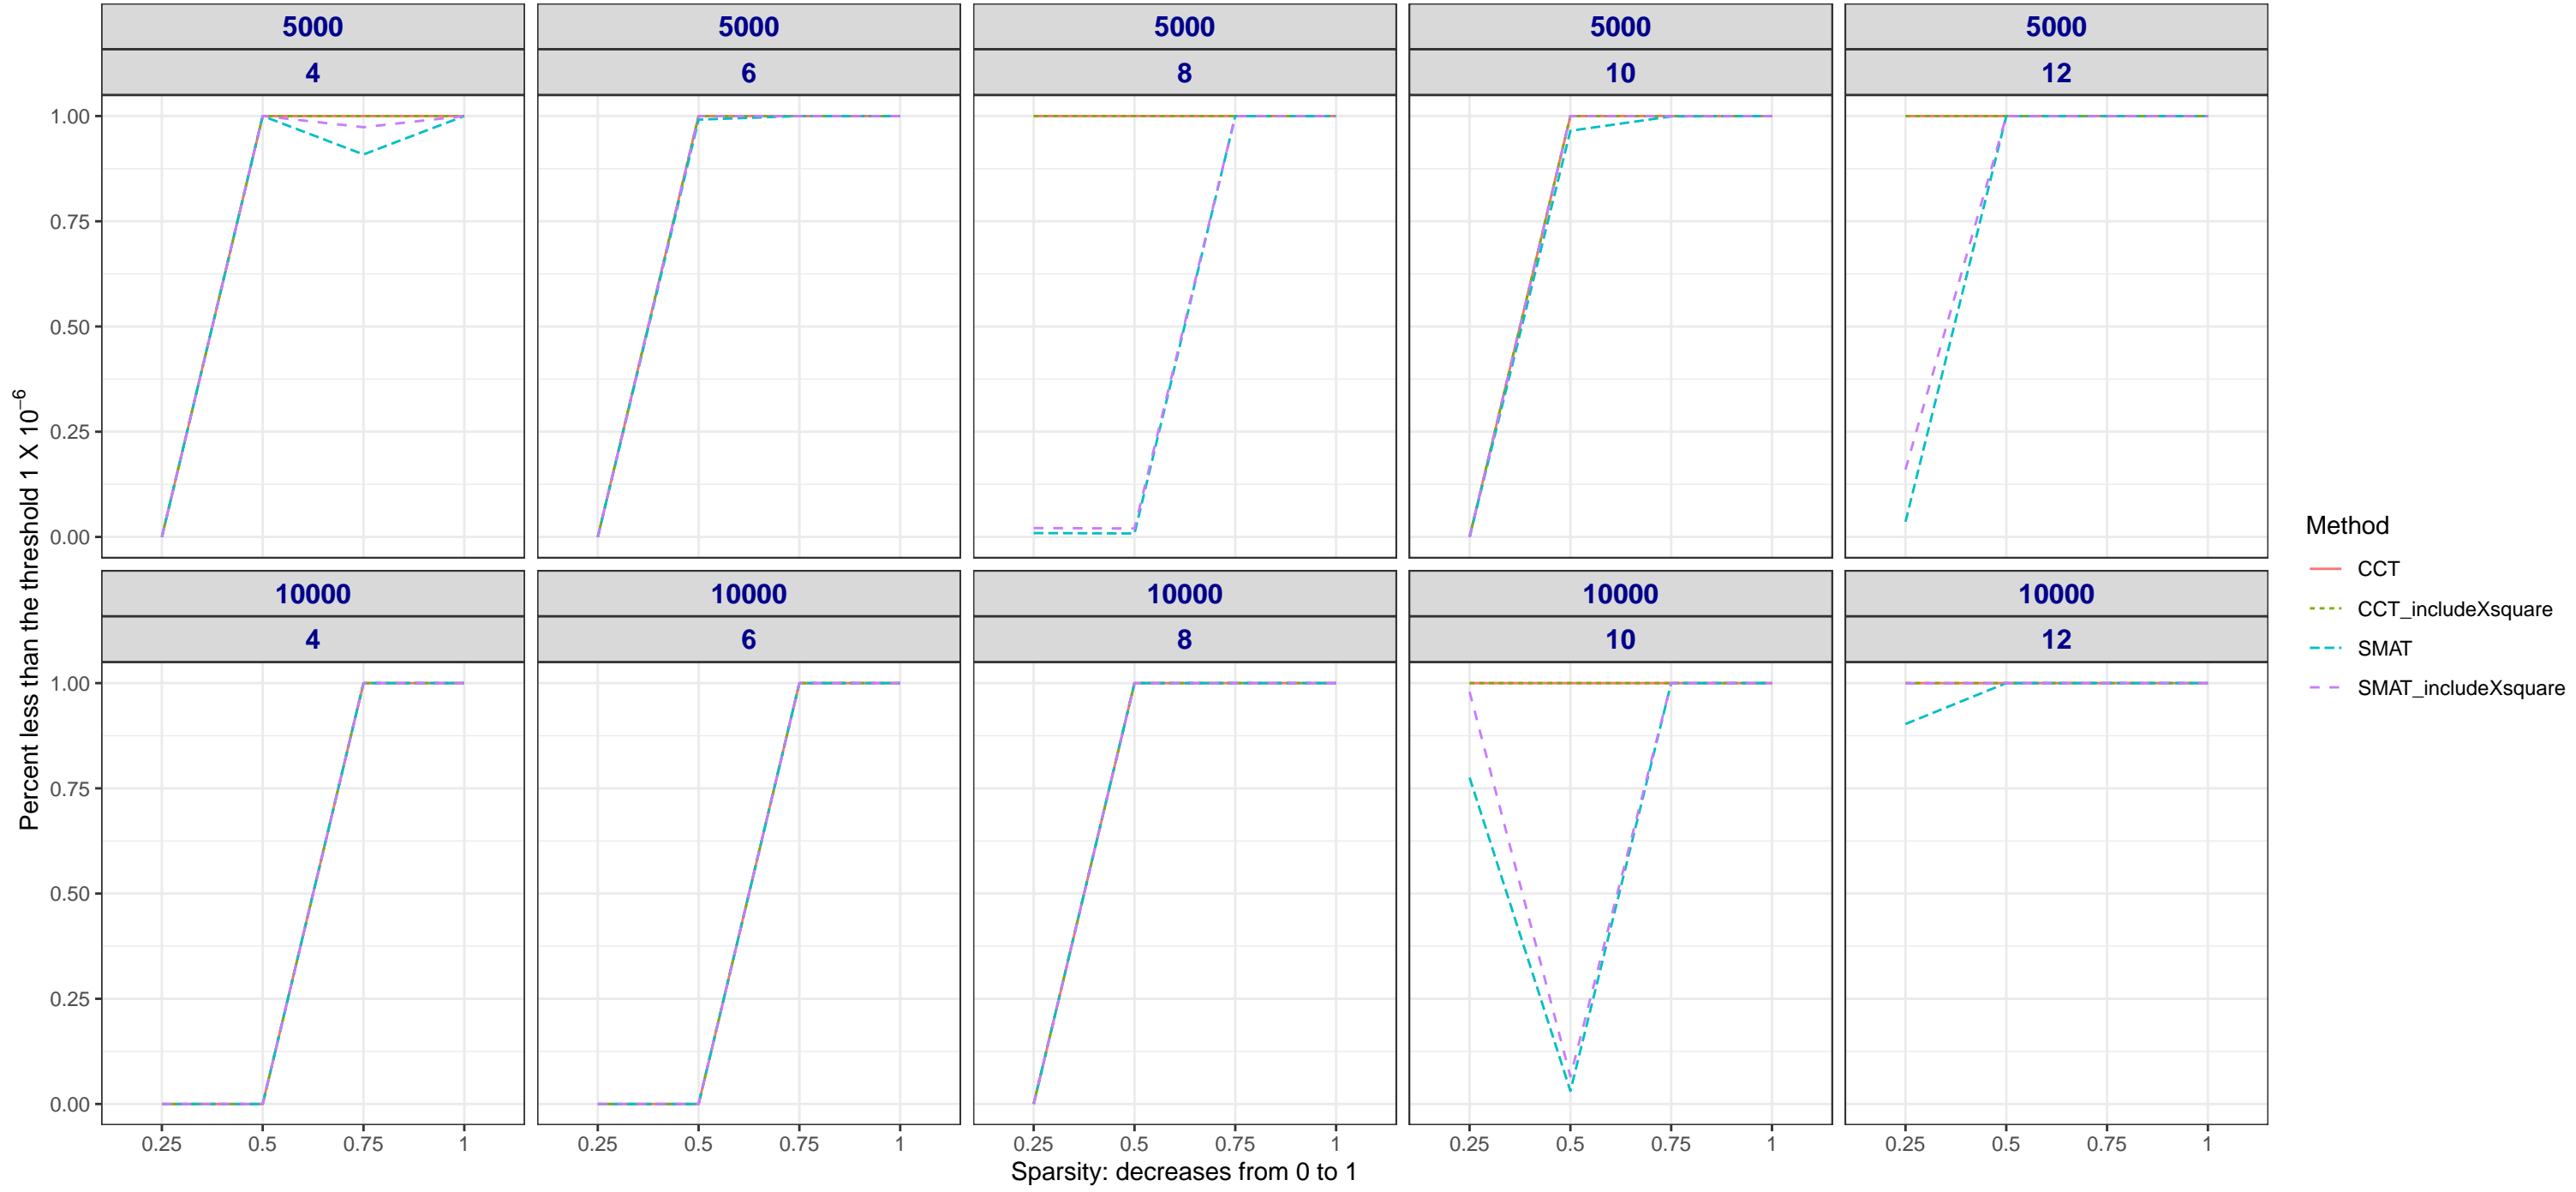 5000 5000 5000 5000 5000
4 6 8 10 12
1.00
0.75
0.50
0.25
0.00
Percent less than the threshold 1 X 10⁻⁶
10000 10000 10000 10000 10000
4 6 8 10 12
1.00
0.75
0.50
0.25
0.00
0.25 0.5 0.75 1 0.25 0.5 0.75 1 0.25 0.5 0.75 1 0.25 0.5 0.75 1 0.25 0.5 0.75 1
Sparsity: decreases from 0 to 1
Method
CCT
CCT_includeXsquare
SMAT
SMAT_includeXsquare